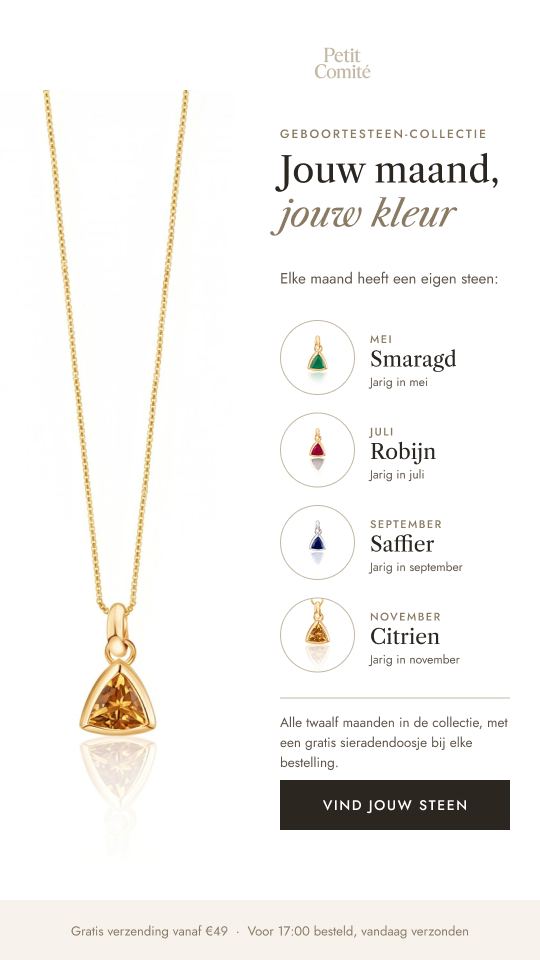 Petit
Comité
GEBOORTESTEEN-COLLECTIE
Jouw maand,
jouw kleur
Elke maand heeft een eigen steen:
MEI
Smaragd
Jarig in mei
JULI
Robijn
Jarig in juli
SEPTEMBER
Saffier
Jarig in september
NOVEMBER
Citrien
Jarig in november
Alle twaalf maanden in de collectie, met
een gratis sieradendoosje bij elke
bestelling.
VIND JOUW STEEN
Gratis verzending vanaf €49 · Voor 17:00 besteld, vandaag verzonden